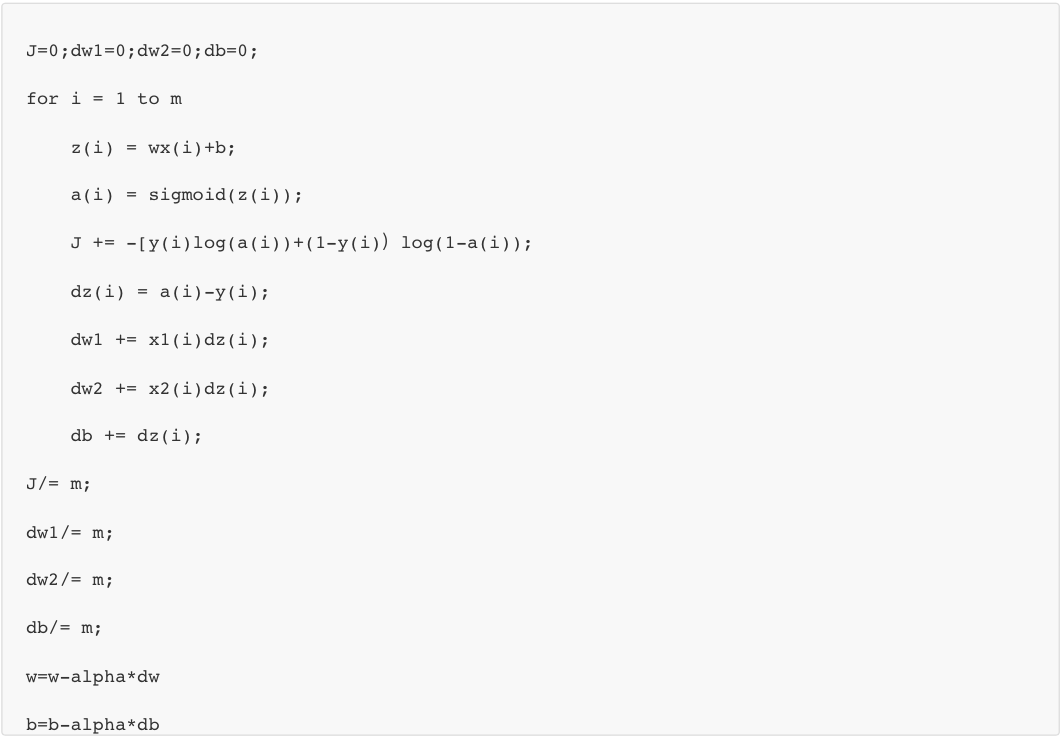 J=0;dw1=0;dw2=0;db=0;
for i = 1 to m
    z(i) = wx(i)+b;
    a(i) = sigmoid(z(i));
    J += -[y(i)log(a(i))+(1-y(i)) log(1-a(i));
    dz(i) = a(i)-y(i);
    dw1 += x1(i)dz(i);
    dw2 += x2(i)dz(i);
    db += dz(i);
J/= m;
dw1/= m;
dw2/= m;
db/= m;
w=w-alpha*dw
b=b-alpha*db